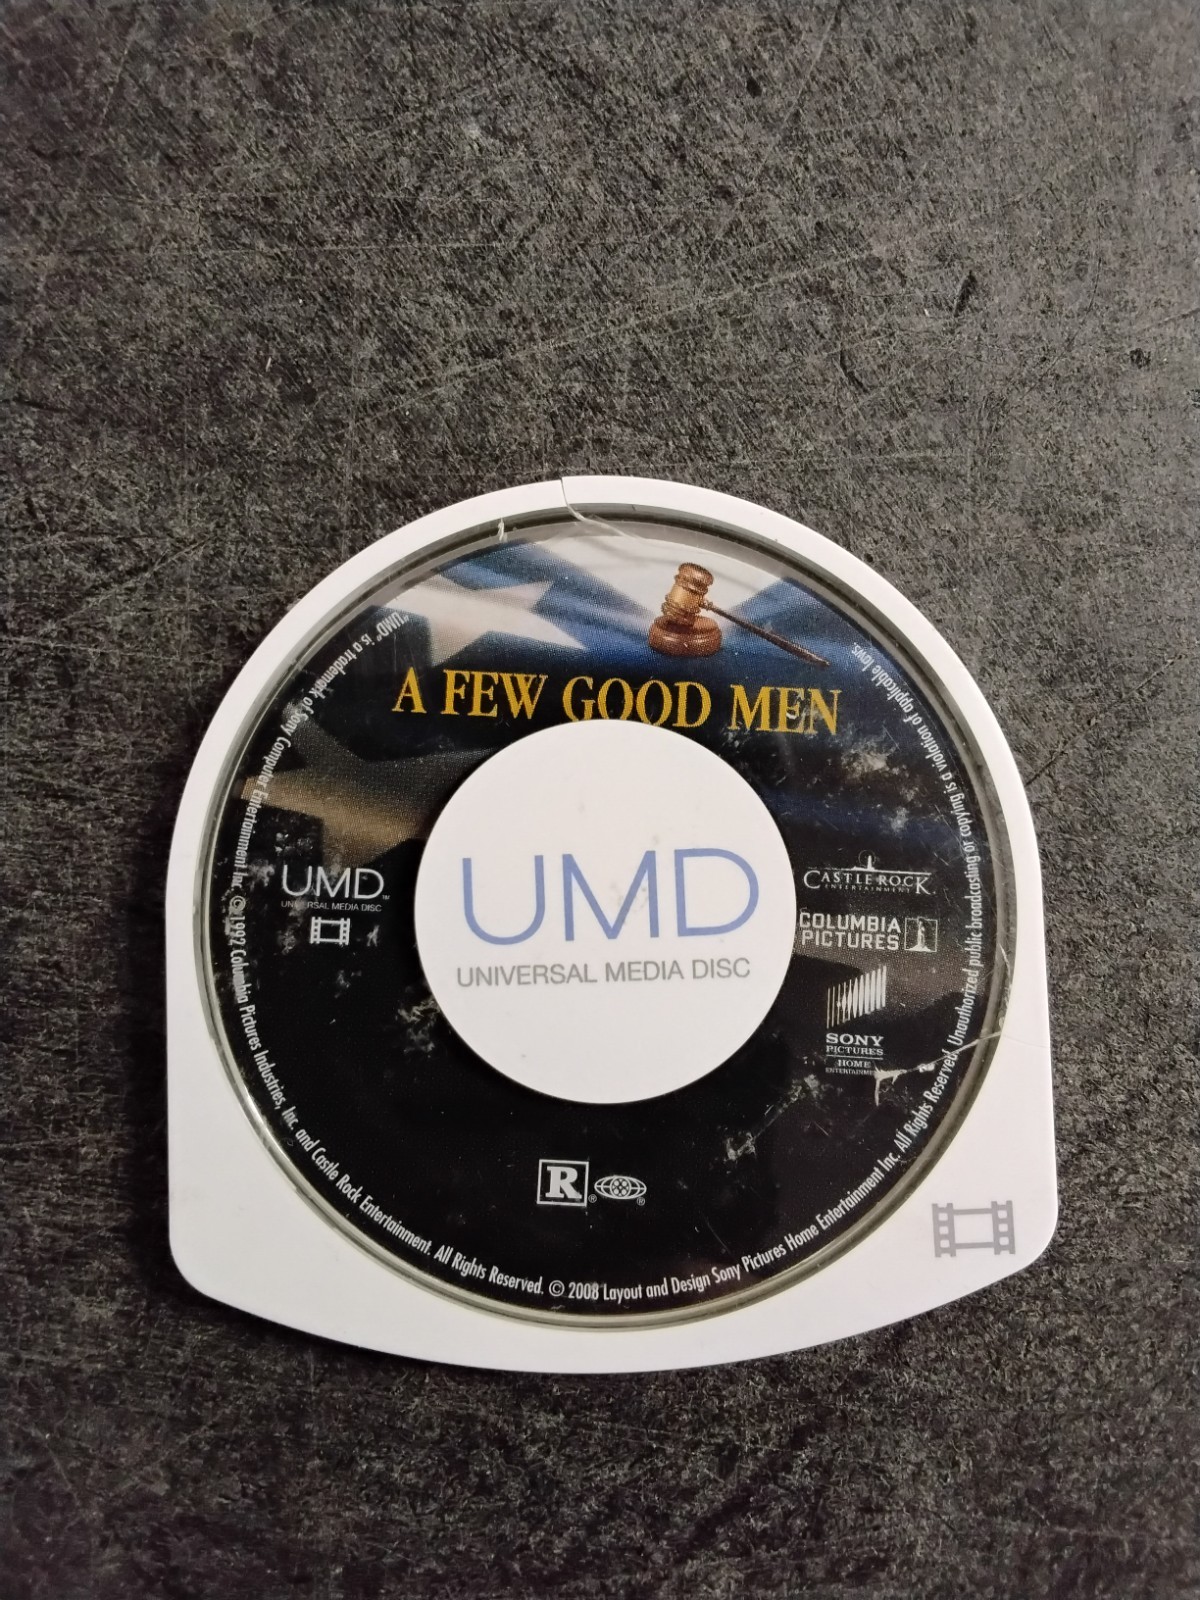 A FEW GOOD MEN
UMD™
UNIVERSAL MEDIA DISC
UMD
UNIVERSAL MEDIA DISC
CASTLE ROCK
ENTERTAINMENT
COLUMBIA
PICTURES
SONY
PICTURES
HOME
ENTERTAINMENT
R®
®
"UMD" is a trademark of Sony Computer Entertainment Inc. © 1992 Columbia Pictures Industries, Inc. and Castle Rock Entertainment. All Rights Reserved. © 2008 Layout and Design Sony Pictures Home Entertainment Inc. All Rights Reserved. Unauthorized public broadcasting or copying is a violation of applicable laws.